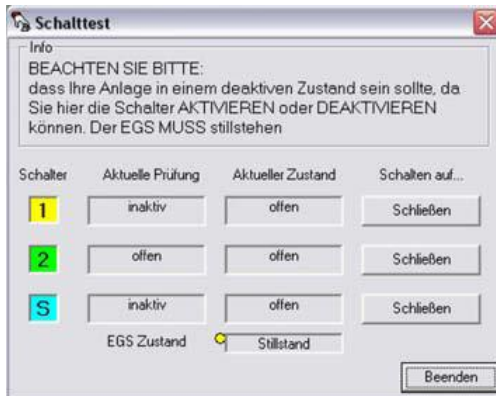 Schalttest
Info
BEACHTEN SIE BITTE:
dass Ihre Anlage in einem deaktiven Zustand sein sollte, da
Sie hier die Schalter AKTIVIEREN oder DEAKTIVIEREN
können. Der EGS MUSS stillstehen
Schalter Aktuelle Prüfung Aktueller Zustand Schalten auf...
1 inaktiv offen Schließen
2 offen offen Schließen
S inaktiv offen Schließen
EGS Zustand Stillstand
Beenden